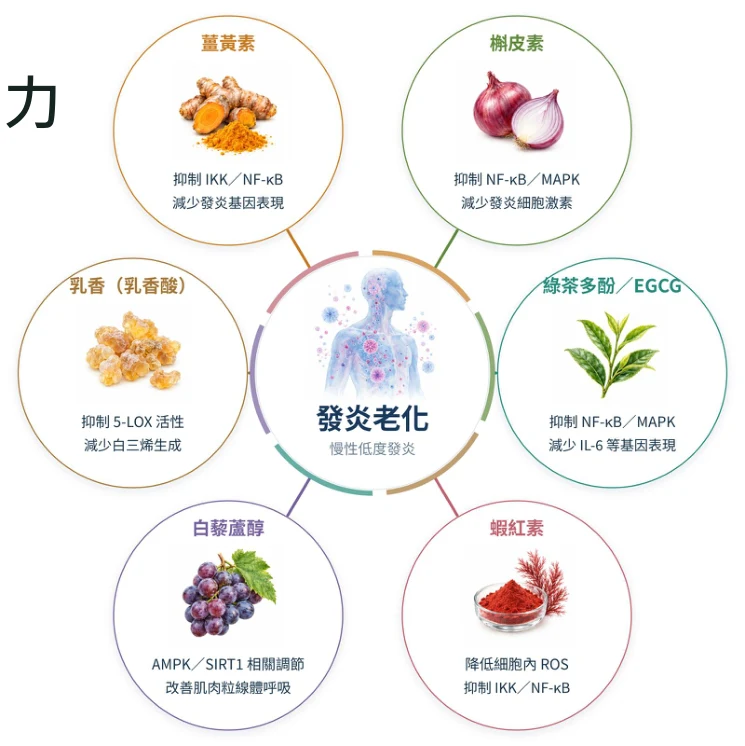 力
薑黃素
抑制 IKK／NF-κB
減少發炎基因表現
槲皮素
抑制 NF-κB／MAPK
減少發炎細胞激素
乳香（乳香酸）
抑制 5-LOX 活性
減少白三烯生成
發炎老化
慢性低度發炎
綠茶多酚／EGCG
抑制 NF-κB／MAPK
減少 IL-6 等基因表現
白藜蘆醇
AMPK／SIRT1 相關調節
改善肌肉粒線體呼吸
蝦紅素
降低細胞內 ROS
抑制 IKK／NF-κB